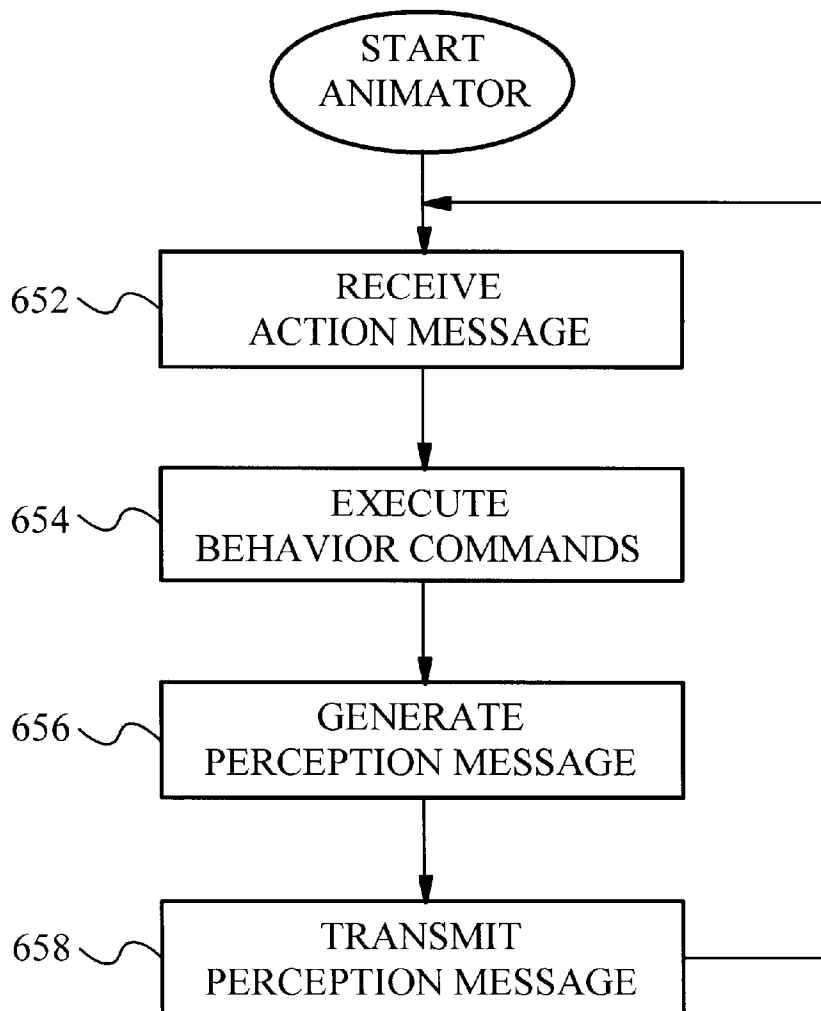 START
ANIMATOR
652
RECEIVE
ACTION MESSAGE
654
EXECUTE
BEHAVIOR COMMANDS
656
GENERATE
PERCEPTION MESSAGE
658
TRANSMIT
PERCEPTION MESSAGE